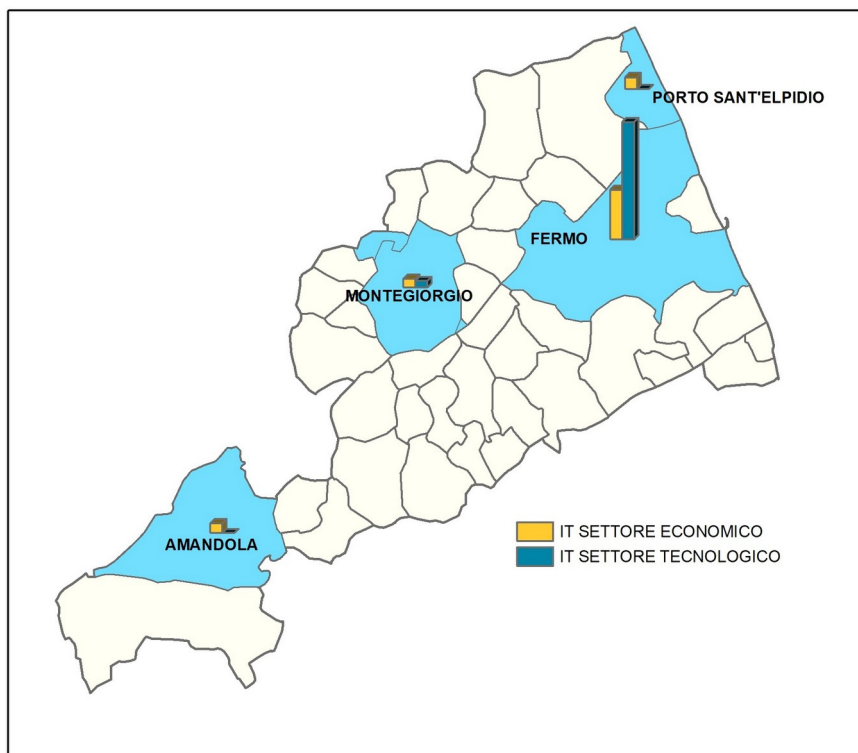 PORTO SANT'ELPIDIO
FERMO
MONTEGIORGIO
AMANDOLA
IT SETTORE ECONOMICO
IT SETTORE TECNOLOGICO